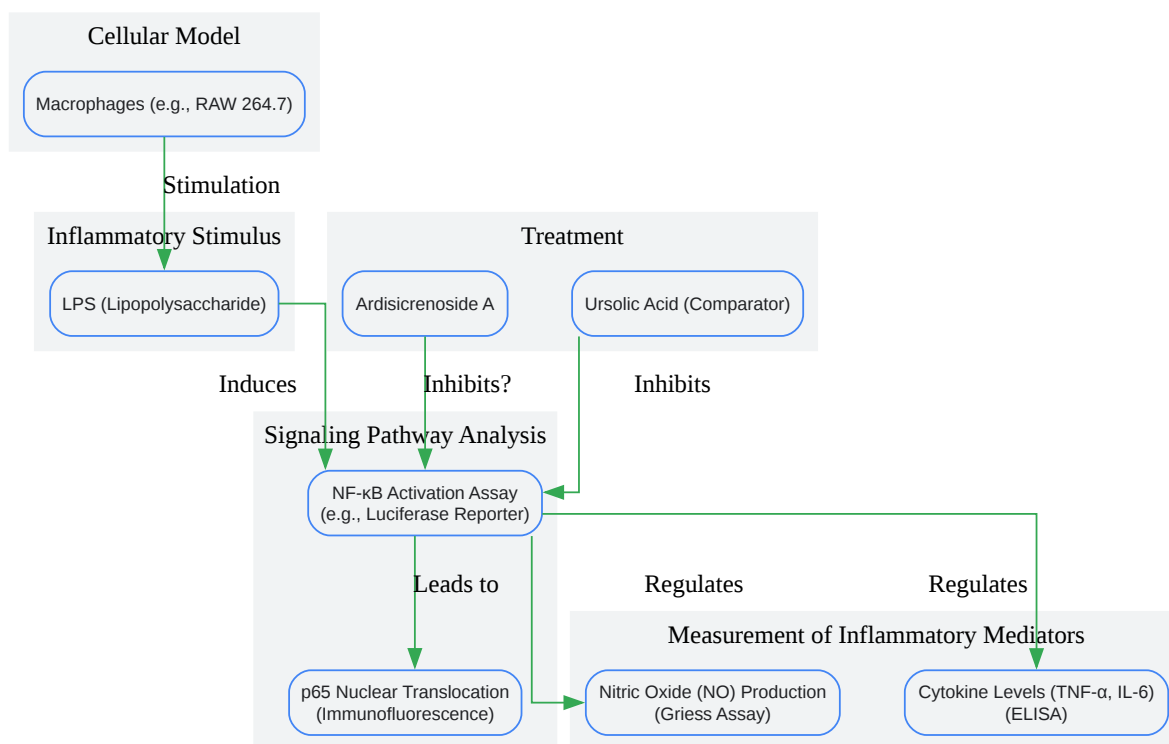 Cellular Model
Macrophages (e.g., RAW 264.7)
Stimulation
Inflammatory Stimulus
Treatment
LPS (Lipopolysaccharide)
Ardisicrenoside A
Ursolic Acid (Comparator)
Induces
Inhibits?
Inhibits
Signaling Pathway Analysis
NF-κB Activation Assay
(e.g., Luciferase Reporter)
Leads to
Regulates
Regulates
Measurement of Inflammatory Mediators
p65 Nuclear Translocation
(Immunofluorescence)
Nitric Oxide (NO) Production
(Griess Assay)
Cytokine Levels (TNF-α, IL-6)
(ELISA)